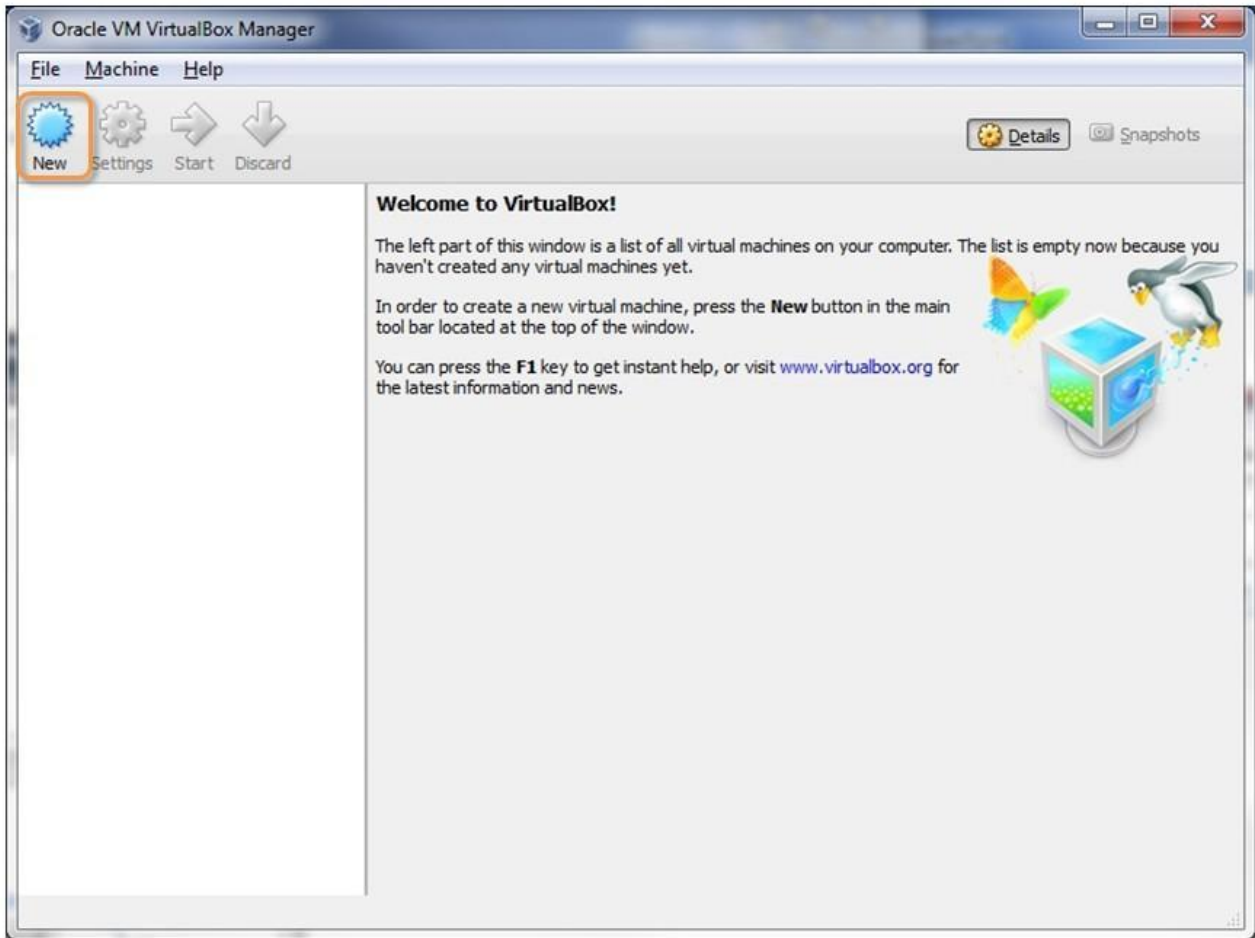 Oracle VM VirtualBox Manager
File Machine Help
New Settings Start Discard
Details Snapshots
Welcome to VirtualBox!
The left part of this window is a list of all virtual machines on your computer. The list is empty now because you
haven't created any virtual machines yet.
In order to create a new virtual machine, press the New button in the main
tool bar located at the top of the window.
You can press the F1 key to get instant help, or visit www.virtualbox.org for
the latest information and news.